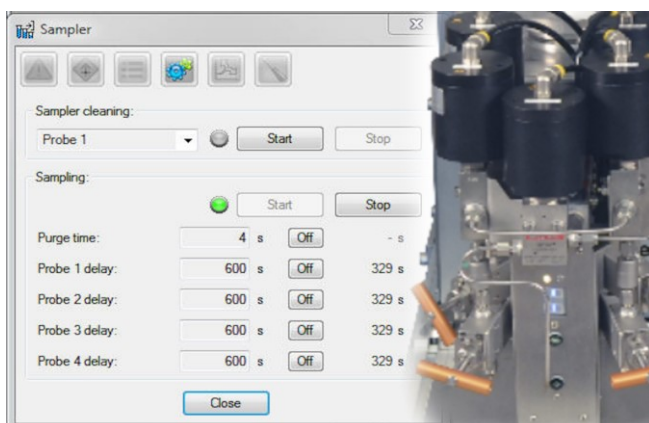 Sampler
Sampler cleaning:
Probe 1 Start Stop
Sampling:
Start Stop
Purge time: 4 s Off - s
Probe 1 delay: 600 s Off 329 s
Probe 2 delay: 600 s Off 329 s
Probe 3 delay: 600 s Off 329 s
Probe 4 delay: 600 s Off 329 s
Close